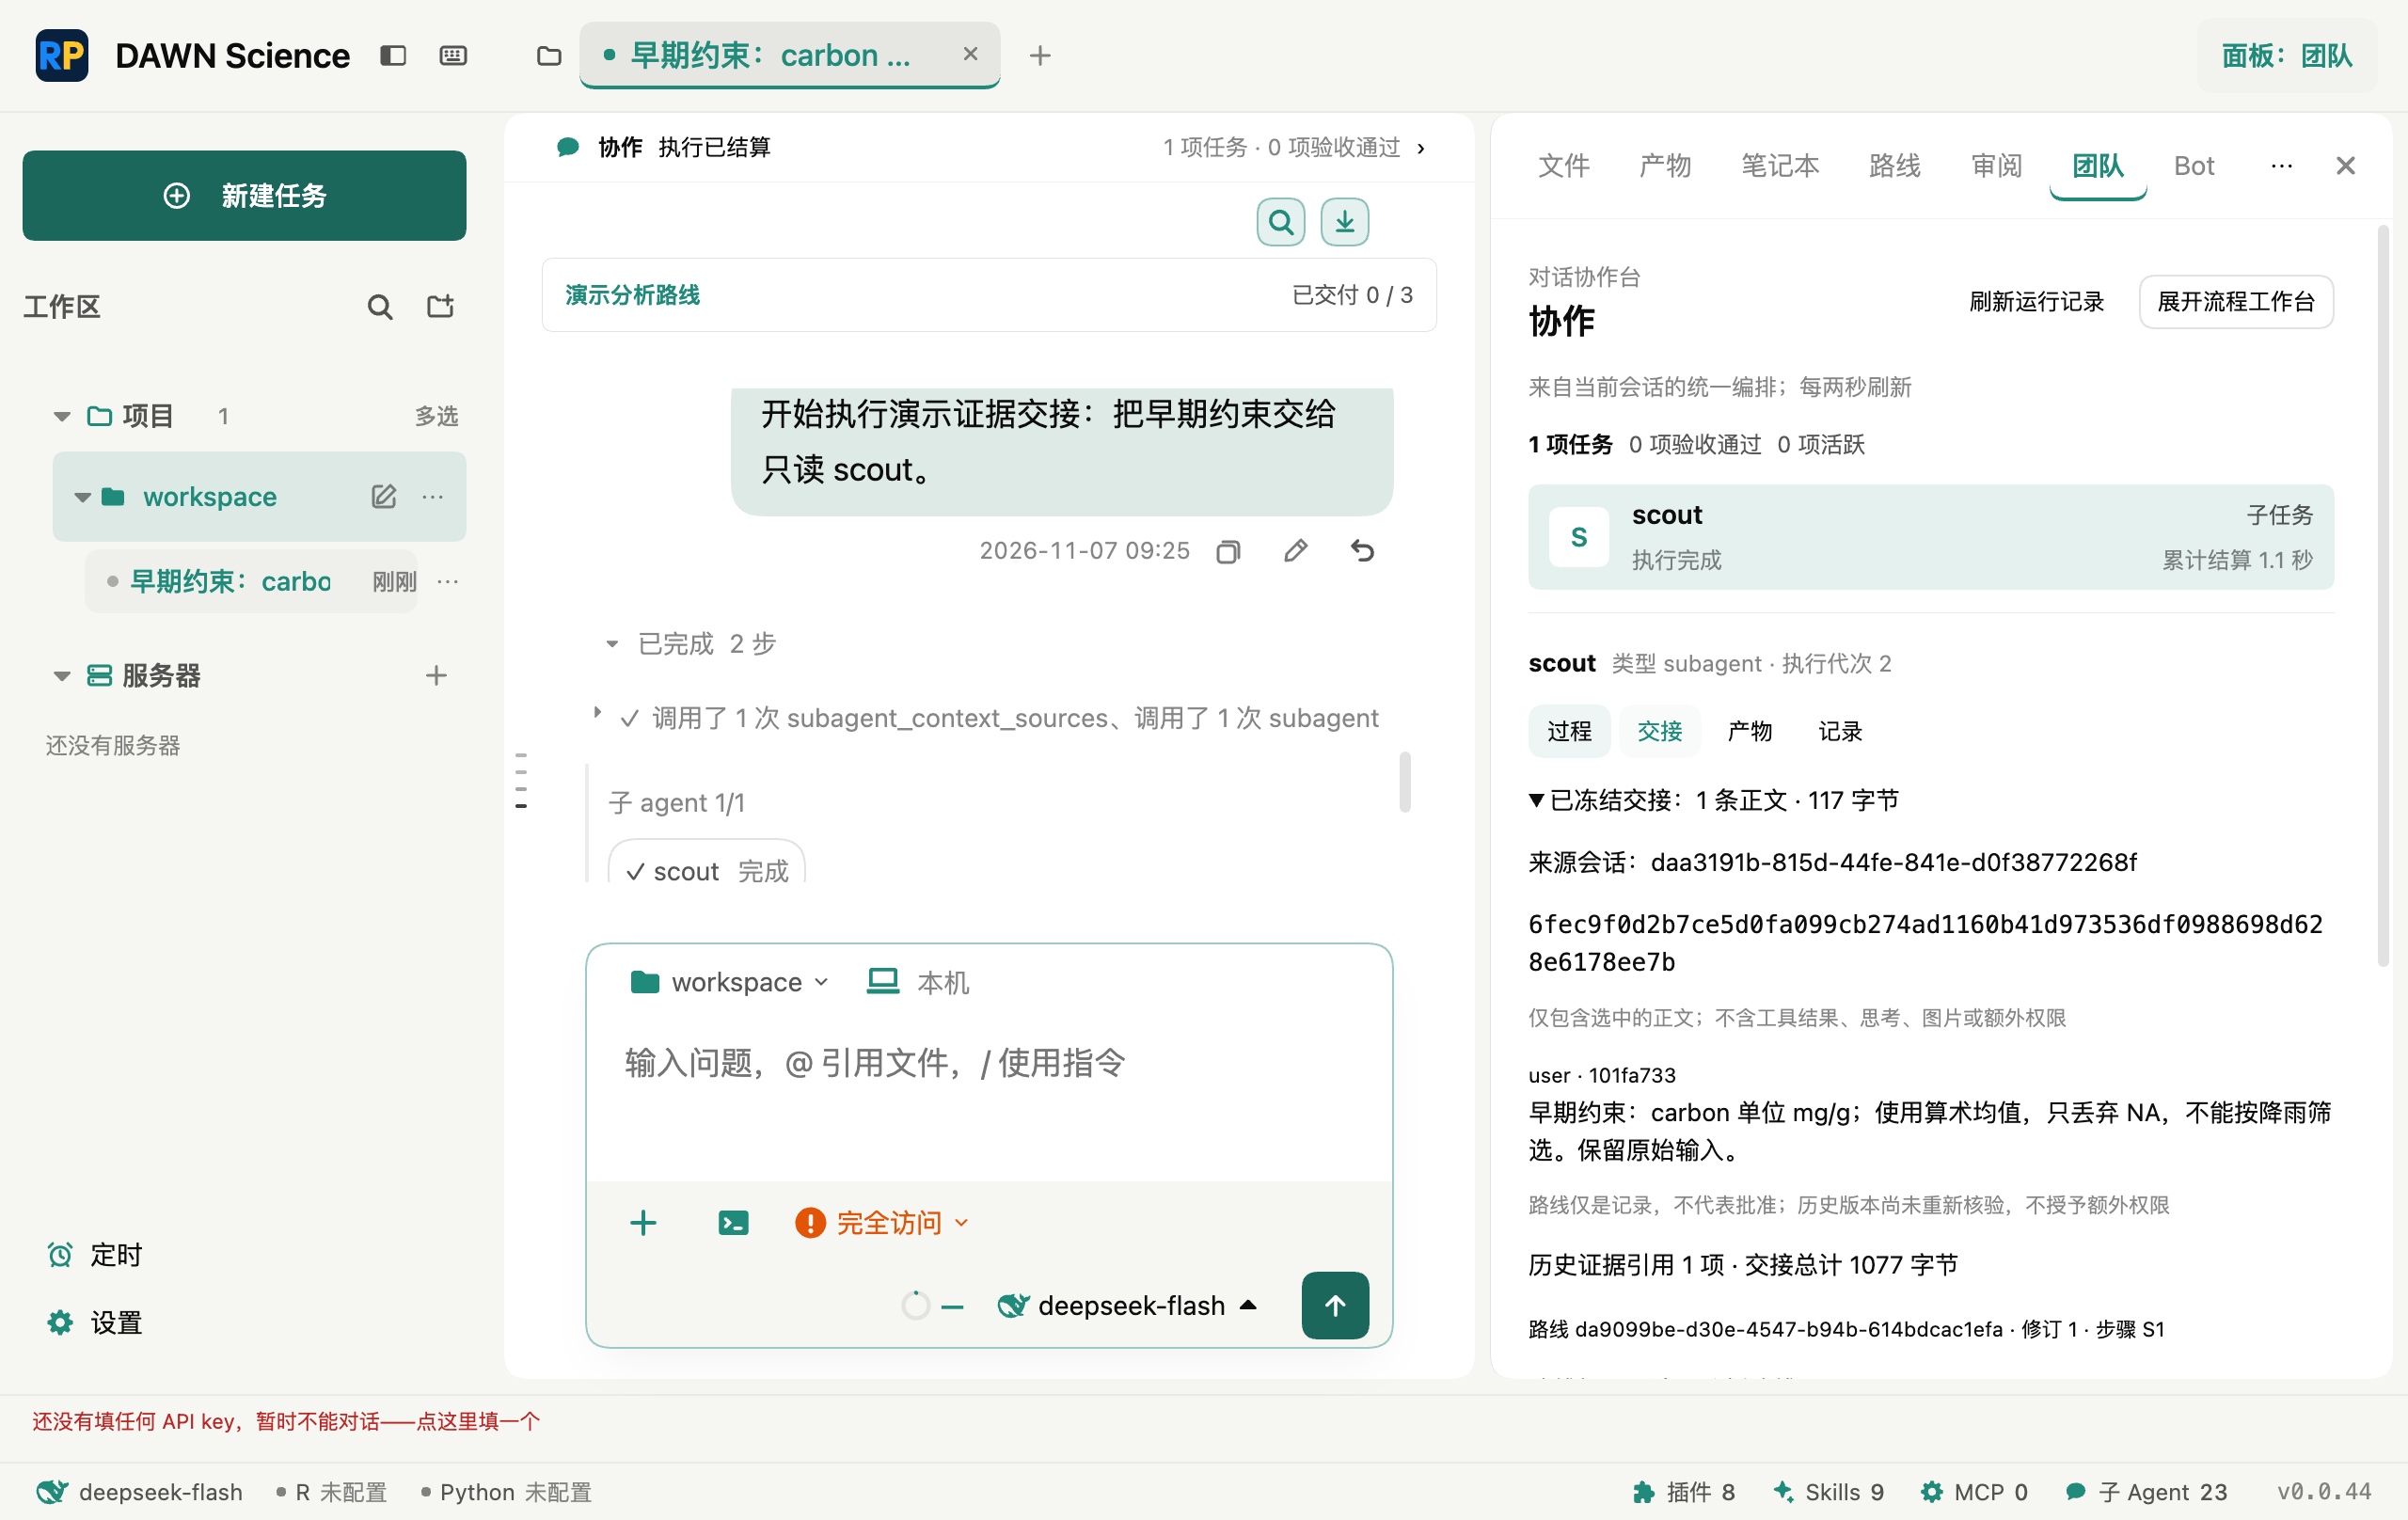 RP DAWN Science
早期约束：carbon ...
面板：团队
新建任务
工作区
项目 1 多选
workspace
早期约束：carbo 刚刚
服务器
还没有服务器
定时
设置
协作 执行已结算
1 项任务 · 0 项验收通过
演示分析路线
已交付 0 / 3
开始执行演示证据交接：把早期约束交给
只读 scout。
2026-11-07 09:25
已完成 2 步
调用了 1 次 subagent_context_sources、调用了 1 次 subagent
子 agent 1/1
scout 完成
workspace 本机
输入问题，@ 引用文件，/ 使用指令
完全访问
deepseek-flash
文件 产物 笔记本 路线 审阅 团队 Bot ...
对话协作台
协作
刷新运行记录
展开流程工作台
来自当前会话的统一编排；每两秒刷新
1 项任务 0 项验收通过 0 项活跃
S
scout
子任务
执行完成
累计结算 1.1 秒
scout 类型 subagent · 执行代次 2
过程 交接 产物 记录
已冻结交接：1 条正文 · 117 字节
来源会话：daa3191b-815d-44fe-841e-d0f38772268f
6fec9f0d2b7ce5d0fa099cb274ad1160b41d973536df0988698d62
8e6178ee7b
仅包含选中的正文；不含工具结果、思考、图片或额外权限
user · 101fa733
早期约束：carbon 单位 mg/g；使用算术均值，只丢弃 NA，不能按降雨筛
选。保留原始输入。
路线仅是记录，不代表批准；历史版本尚未重新核验，不授予额外权限
历史证据引用 1 项 · 交接总计 1077 字节
路线 da9099be-d30e-4547-b94b-614bdcac1efa · 修订 1 · 步骤 S1
还没有填任何 API key，暂时不能对话——点这里填一个
deepseek-flash R 未配置 Python 未配置
插件 8 Skills 9 MCP 0 子 Agent 23 v0.0.44